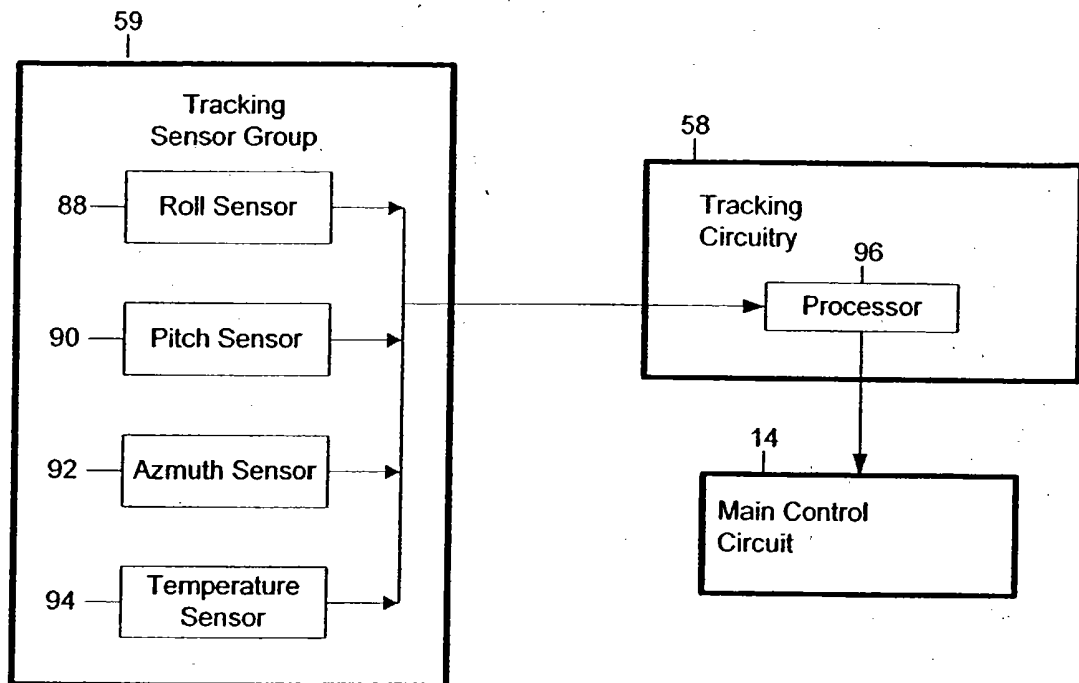 59
Tracking
Sensor Group
88
Roll Sensor
90
Pitch Sensor
92
Azmuth Sensor
94
Temperature
Sensor
58
Tracking
Circuitry
96
Processor
14
Main Control
Circuit